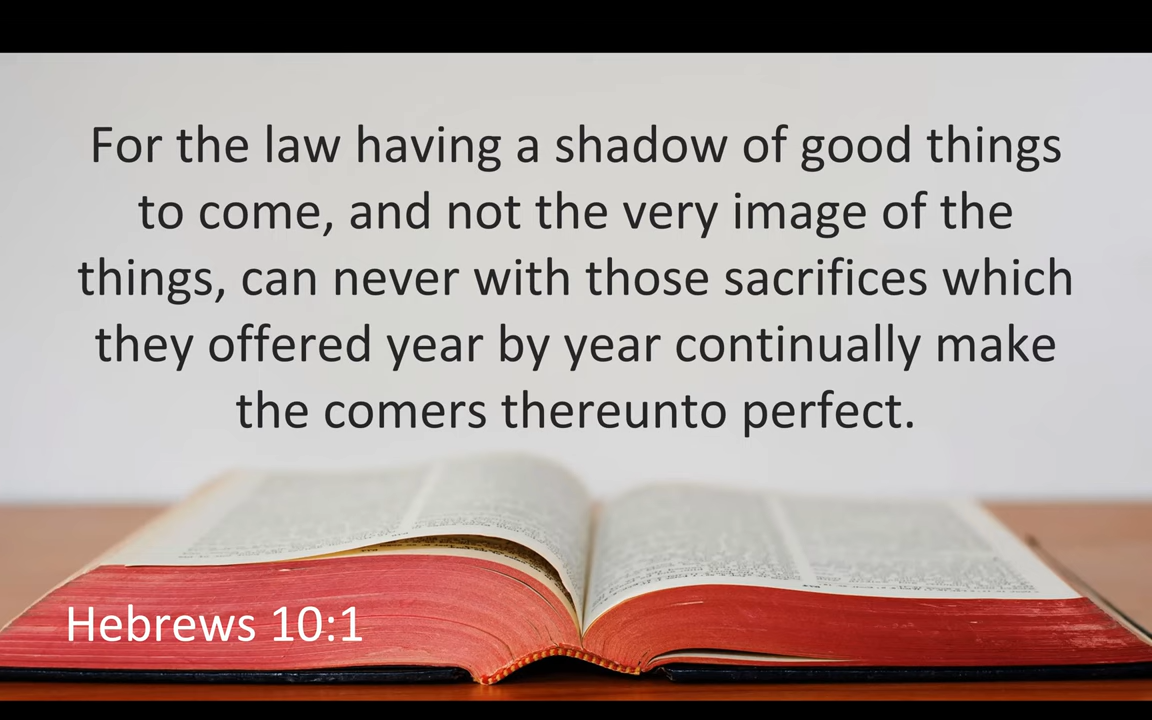 For the law having a shadow of good things
to come, and not the very image of the
things, can never with those sacrifices which
they offered year by year continually make
the comers thereunto perfect.
Hebrews 10:1